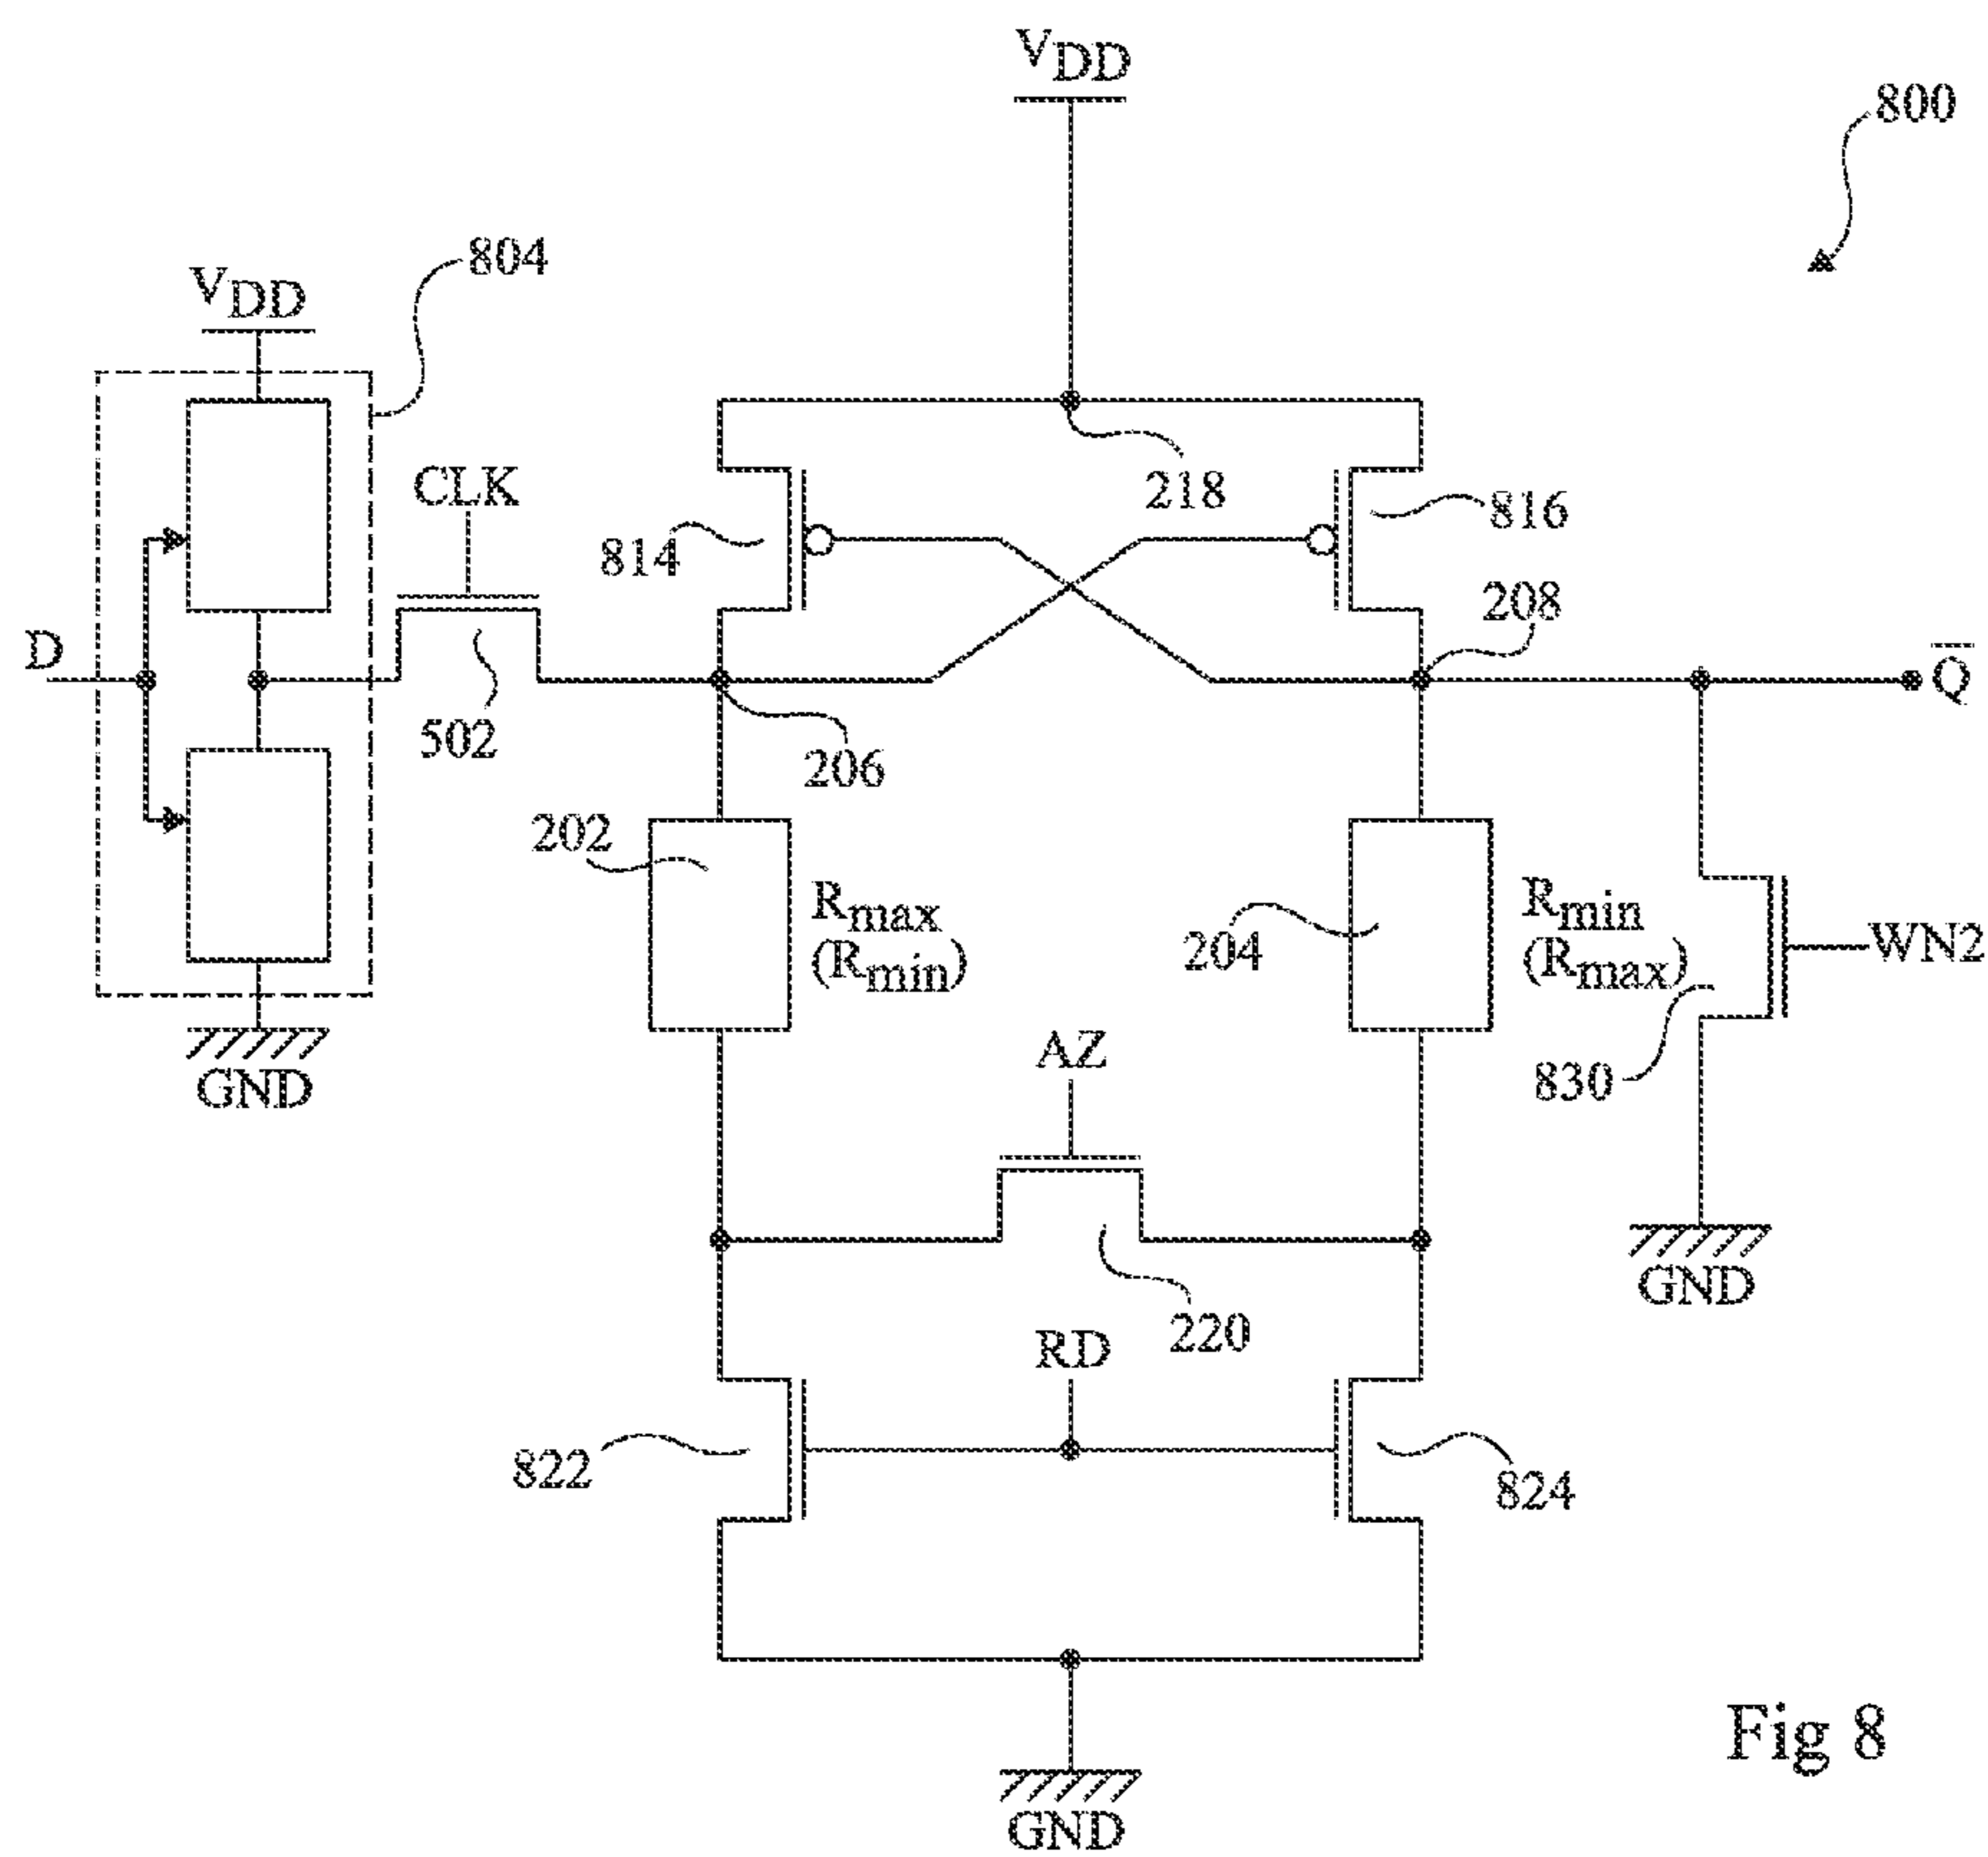 VDD
800
804
VDD
CLK
218
816
814
208
D
Q̅
502
206
202
Rmax
(Rmin)
204
Rmin
(Rmax)
WN2
AZ
830
GND
220
GND
RD
822
824
Fig 8
GND